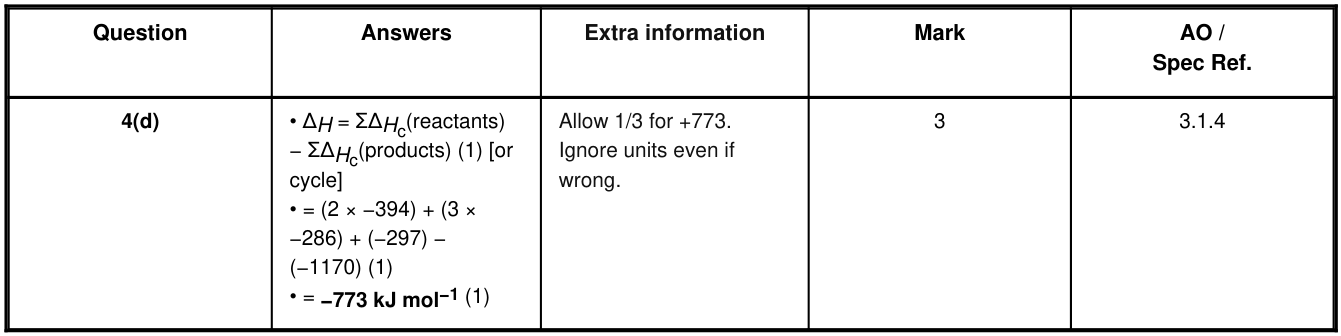 Question
Answers
Extra information
Mark
AO /
Spec Ref.
4(d)
• ΔH = ΣΔHc(reactants)
− ΣΔHc(products) (1) [or
cycle]
• = (2 × −394) + (3 ×
−286) + (−297) −
(−1170) (1)
• = −773 kJ mol−1 (1)
Allow 1/3 for +773.
Ignore units even if
wrong.
3
3.1.4